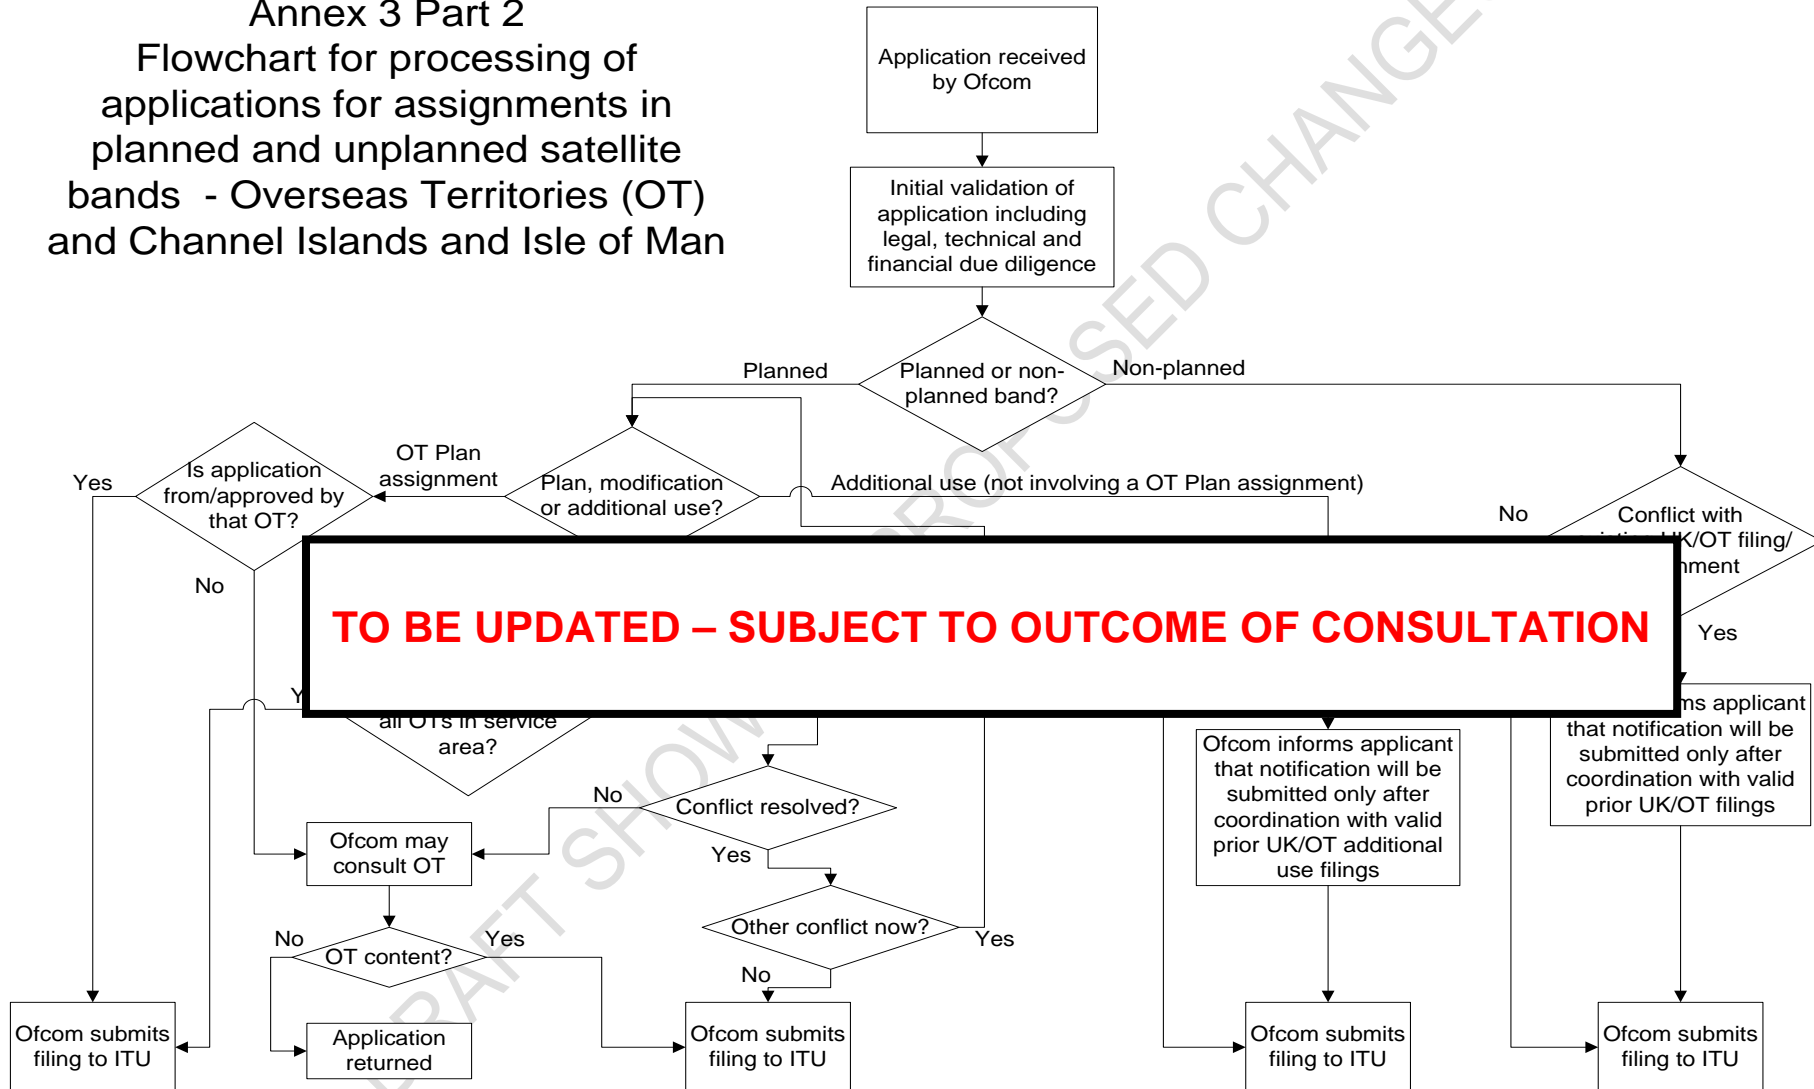 Annex 3 Part 2
Flowchart for processing of
applications for assignments in
planned and unplanned satellite
bands - Overseas Territories (OT)
and Channel Islands and Isle of Man
Application received
by Ofcom
Initial validation of
application including
legal, technical and
financial due diligence
Planned or non-
planned band?
Planned
Non-planned
Is application
from/approved by
that OT?
Yes
No
OT Plan
assignment
Plan, modification
or additional use?
Additional use (not involving a OT Plan assignment)
No
Conflict with
K/OT filing/
Yes
TO BE UPDATED – SUBJECT TO OUTCOME OF CONSULTATION
all OTs in service
area?
Conflict resolved?
No
Yes
Ofcom may
consult OT
Other conflict now?
Yes
No
OT content?
No
Yes
Ofcom informs applicant
that notification will be
submitted only after
coordination with valid
prior UK/OT additional
use filings
applicant
that notification will be
submitted only after
coordination with valid
prior UK/OT filings
Ofcom submits
filing to ITU
Application
returned
Ofcom submits
filing to ITU
Ofcom submits
filing to ITU
Ofcom submits
filing to ITU